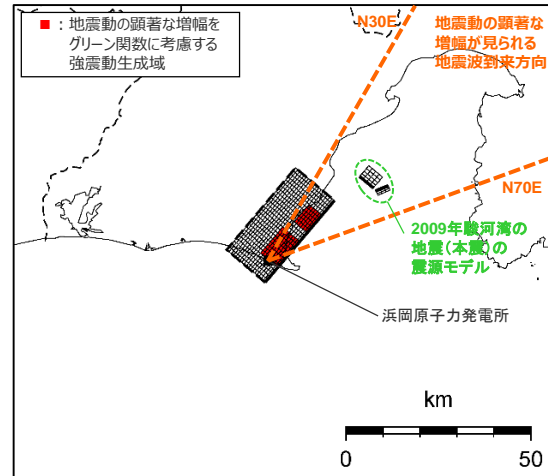 ■：地震動の顕著な増幅を
グリーン関数に考慮する
強震動生成域
N30E
地震動の顕著な
増幅が見られる
地震波到来方向
N70E
2009年駿河湾の
地震(本震)の
震源モデル
浜岡原子力発電所
km
0
50